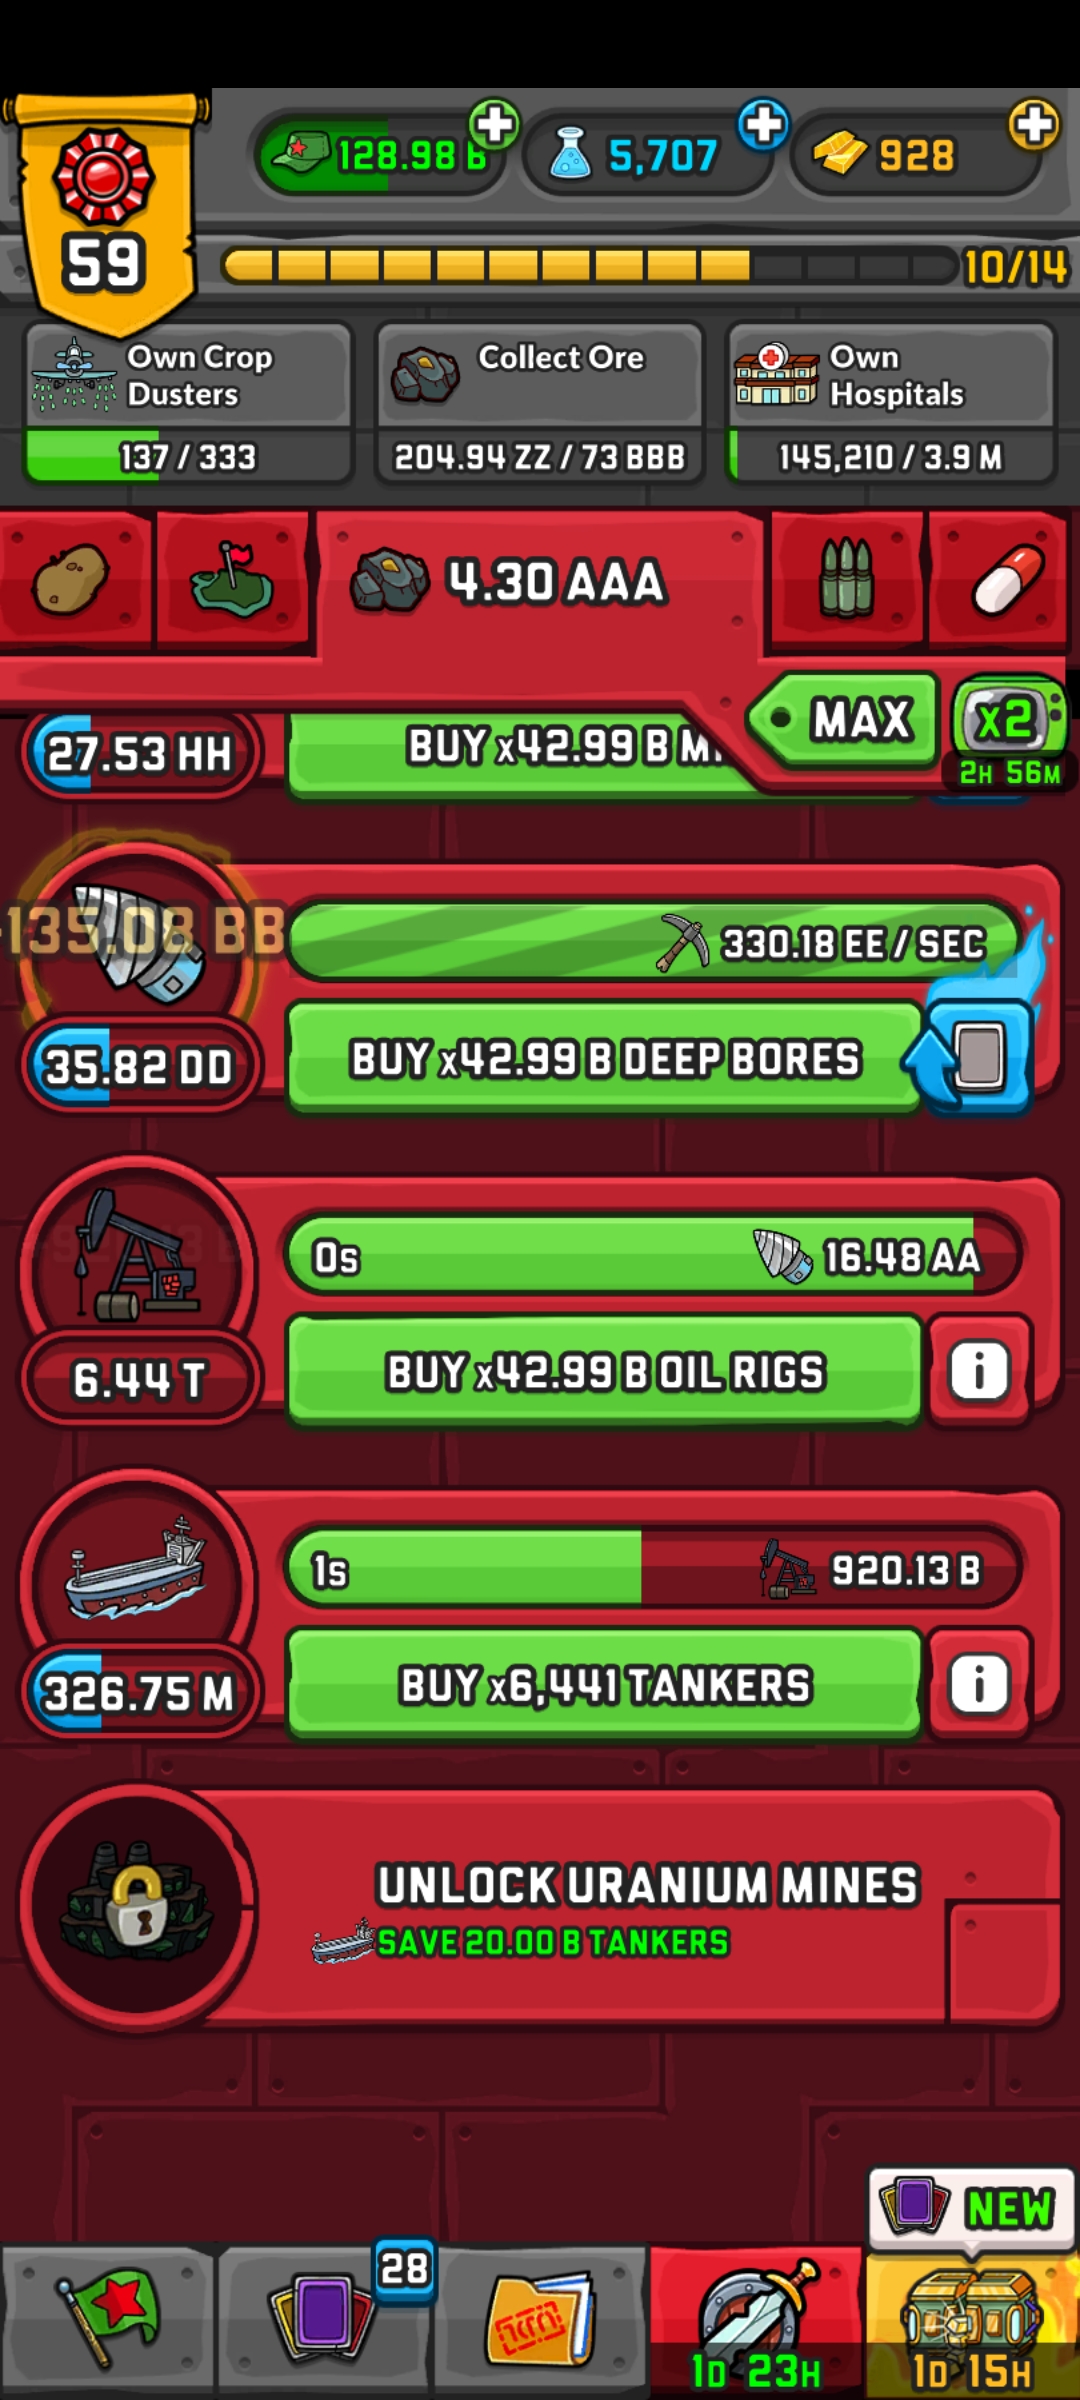 128.98 B
5,707
928
59
10/14
Own Crop
Dusters
137 / 333
Collect Ore
204.94 ZZ / 73 BBB
Own
Hospitals
145,210 / 3.9 M
4.30 AAA
MAX
x2
2H 56M
27.53 HH
BUY x42.99 B M
135.08 BB
330.18 EE / SEC
35.82 DD
BUY x42.99 B DEEP BORES
0s
16.48 AA
6.44 T
BUY x42.99 B OIL RIGS
i
1s
920.13 B
326.75 M
BUY x6,441 TANKERS
i
UNLOCK URANIUM MINES
SAVE 20.00 B TANKERS
NEW
28
1D 23H
1D 15H